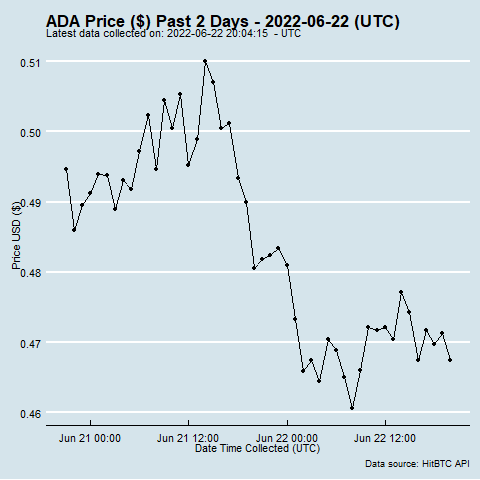 ADA Price ($) Past 2 Days - 2022-06-22 (UTC)
Latest data collected on: 2022-06-22 20:04:15 - UTC
0.51
0.50
0.49
0.48
0.47
0.46
Price USD ($)
Jun 21 00:00 Jun 21 12:00 Jun 22 00:00 Jun 22 12:00
Date Time Collected (UTC)
Data source: HitBTC API